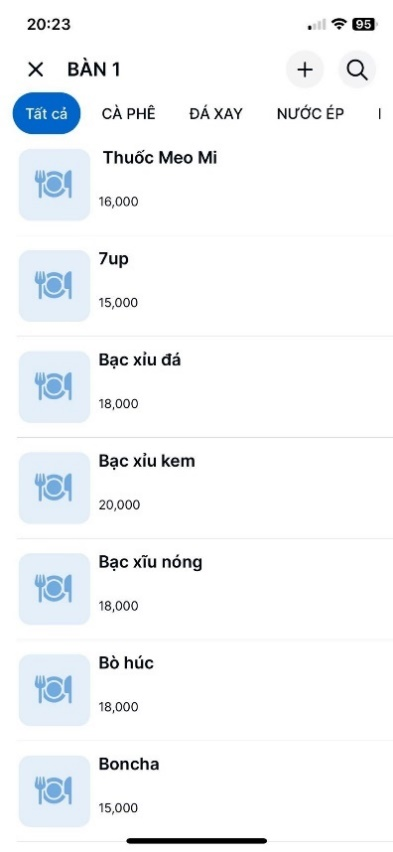 20:23
95
BÀN 1
Tất cả
CÀ PHÊ
ĐÁ XAY
NƯỚC ÉP
Thuốc Meo Mi
16,000
7up
15,000
Bạc xỉu đá
18,000
Bạc xỉu kem
20,000
Bạc xĩu nóng
18,000
Bò húc
18,000
Boncha
15,000